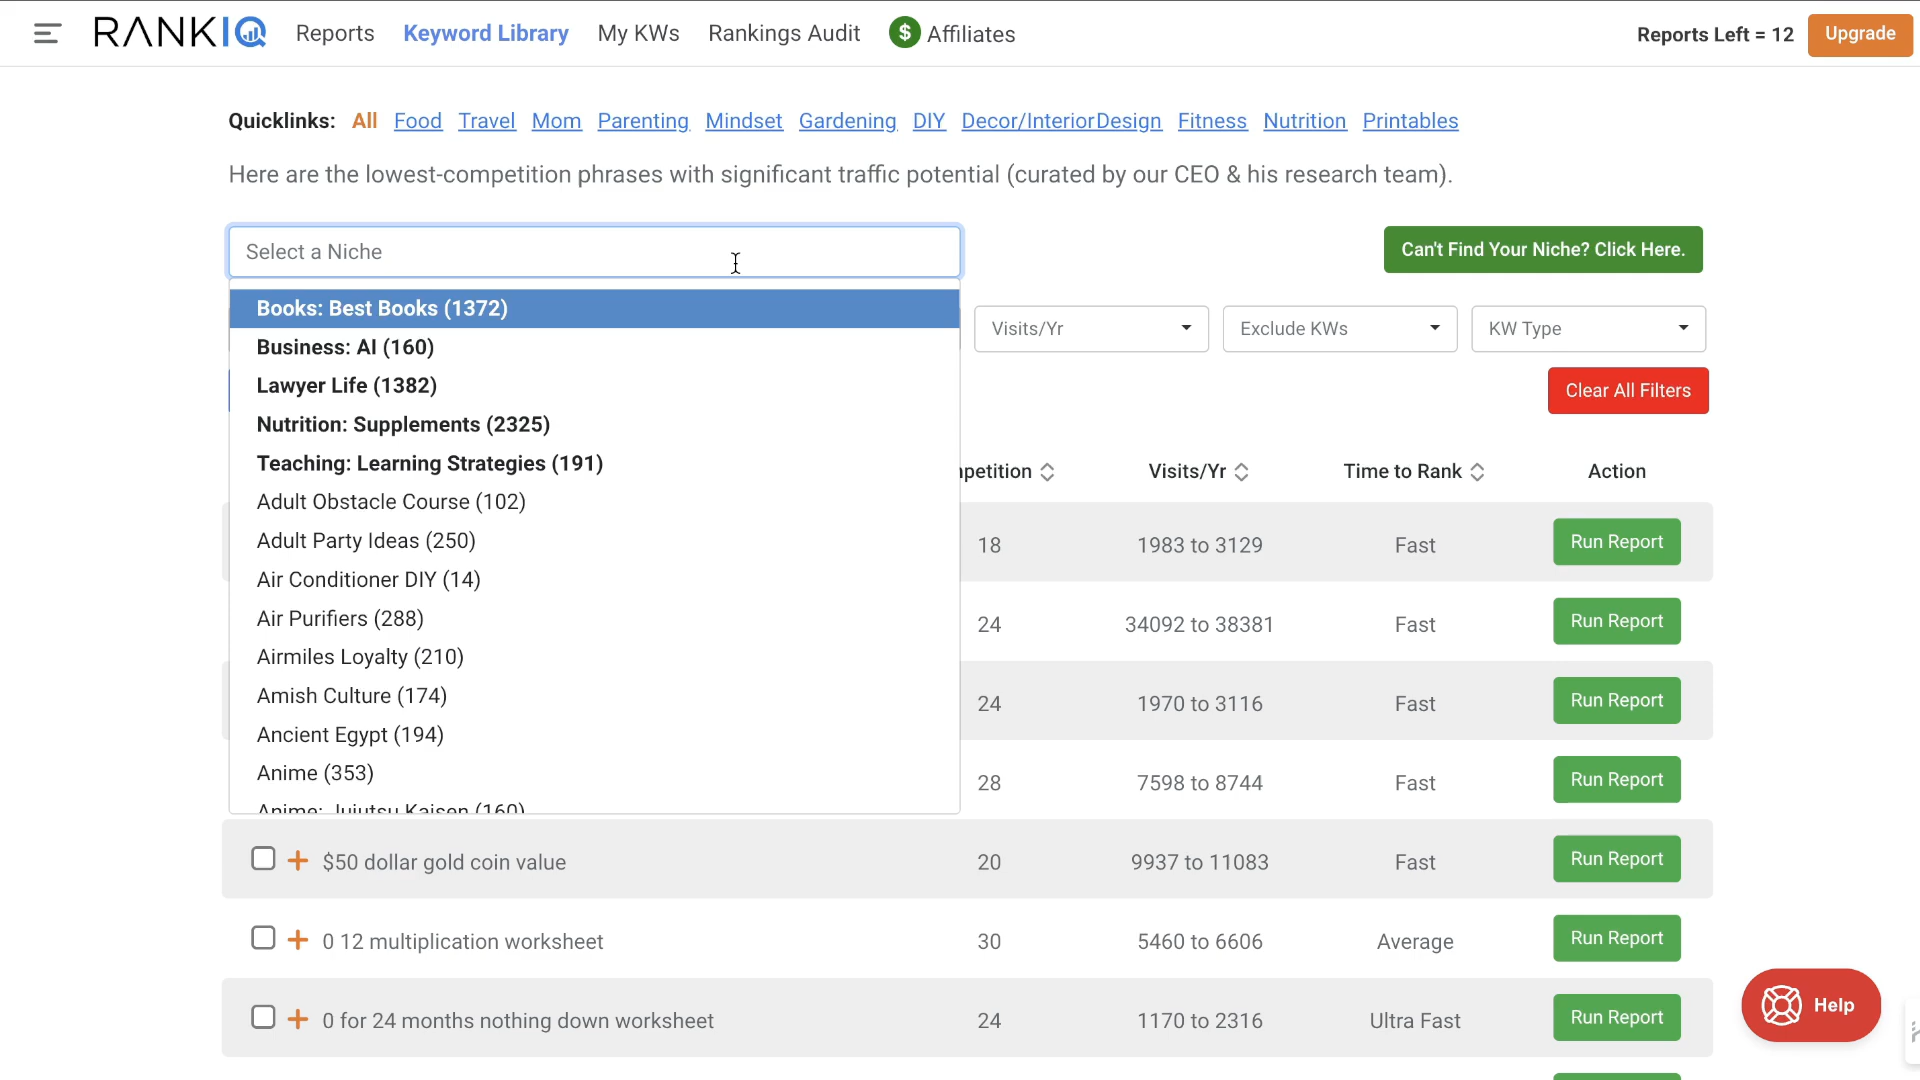 RANKIQ Reports Keyword Library My KWs Rankings Audit $ Affiliates Reports Left = 12 Upgrade
Quicklinks: All Food Travel Mom Parenting Mindset Gardening DIY Decor/InteriorDesign Fitness Nutrition Printables
Here are the lowest-competition phrases with significant traffic potential (curated by our CEO & his research team).
Select a Niche
Can't Find Your Niche? Click Here.
Books: Best Books (1372)
Visits/Yr Exclude KWs KW Type
Business: AI (160)
Lawyer Life (1382)
Clear All Filters
Nutrition: Supplements (2325)
Teaching: Learning Strategies (191)
petition Visits/Yr Time to Rank Action
Adult Obstacle Course (102)
Adult Party Ideas (250)
18 1983 to 3129 Fast Run Report
Air Conditioner DIY (14)
Air Purifiers (288)
24 34092 to 38381 Fast Run Report
Airmiles Loyalty (210)
Amish Culture (174)
24 1970 to 3116 Fast Run Report
Ancient Egypt (194)
Anime (353)
28 7598 to 8744 Fast Run Report
Anime: Jujutsu Kaisen (160)
$50 dollar gold coin value 20 9937 to 11083 Fast Run Report
0 12 multiplication worksheet 30 5460 to 6606 Average Run Report
0 for 24 months nothing down worksheet 24 1170 to 2316 Ultra Fast Run Report
Help